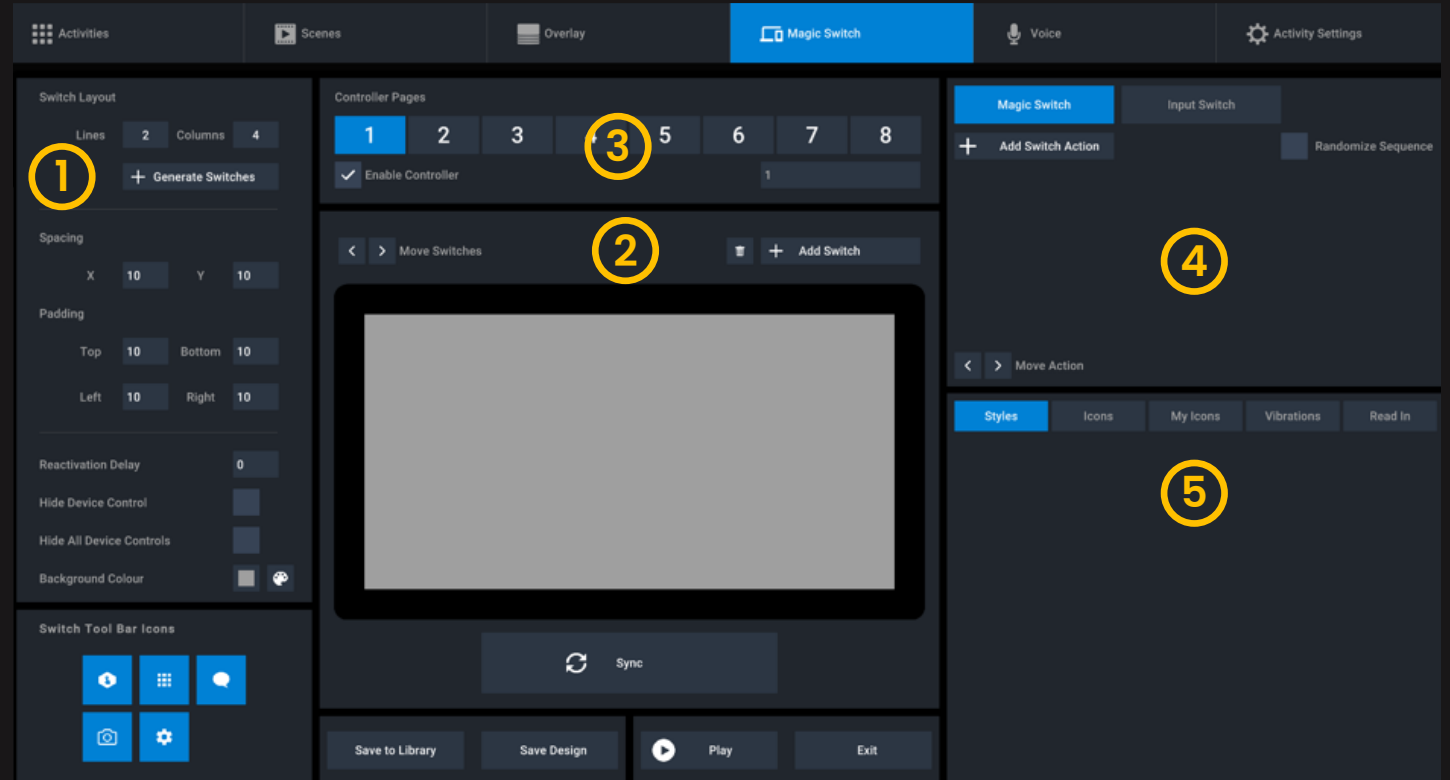 Activities
Scenes
Overlay
Magic Switch
Voice
Activity Settings
Switch Layout
Lines 2 Columns 4
+ Generate Switches
1
Spacing
X 10 Y 10
Padding
Top 10 Bottom 10
Left 10 Right 10
Reactivation Delay 0
Hide Device Control
Hide All Device Controls
Background Colour
Switch Tool Bar Icons
Controller Pages
1 2 3 5 6 7 8
3
Enable Controller 1
Move Switches
2
+ Add Switch
Sync
Save to Library
Save Design
Play
Exit
Magic Switch
Input Switch
+ Add Switch Action
Randomize Sequence
4
Move Action
Styles
Icons
My Icons
Vibrations
Read In
5